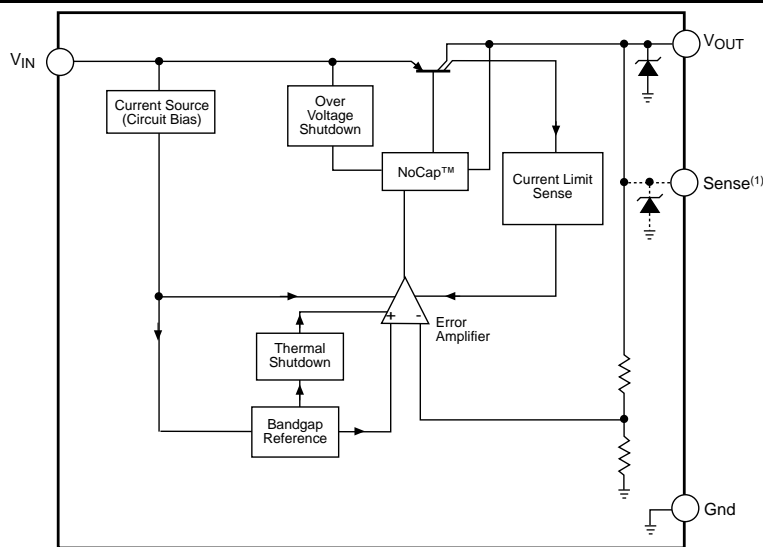 VIN
VOUT
Current Source
(Circuit Bias)
Over
Voltage
Shutdown
NoCap™
Current Limit
Sense
Sense(1)
+
-
Error
Amplifier
Thermal
Shutdown
Bandgap
Reference
Gnd